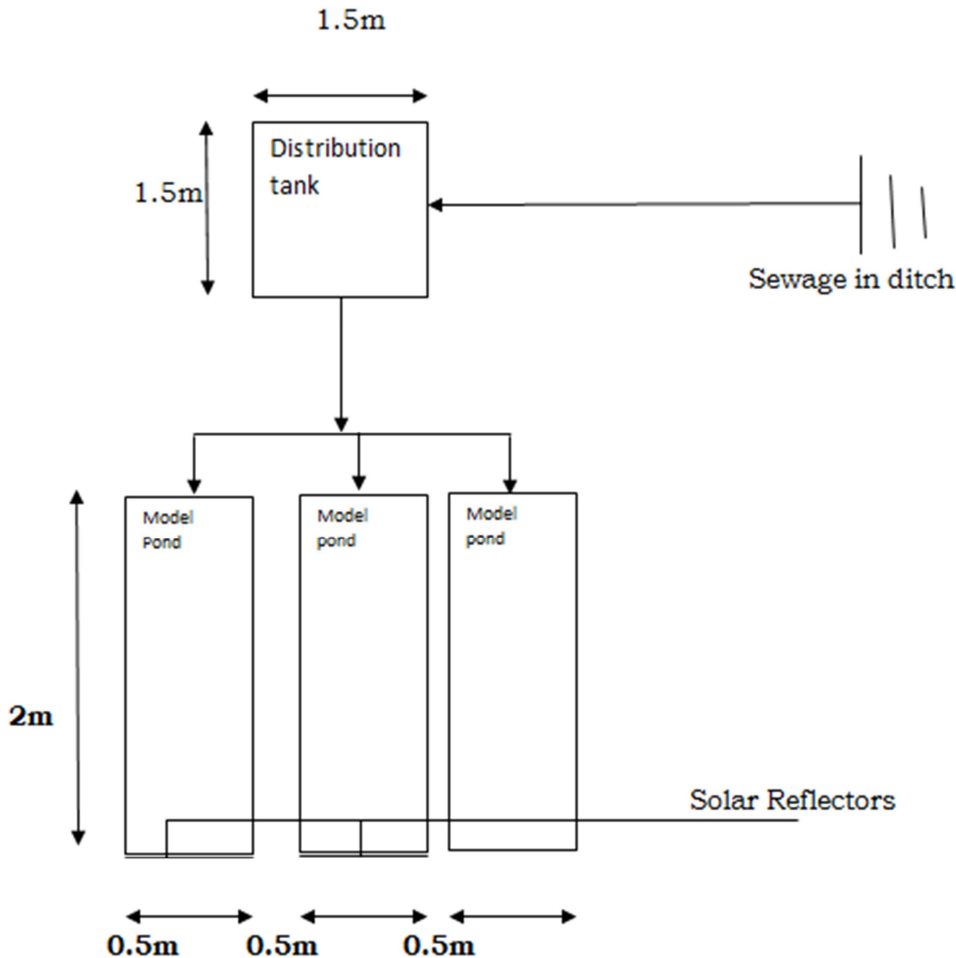 1.5m
Distribution
tank
1.5m
Sewage in ditch
Model
Pond
Model
pond
Model
pond
2m
Solar Reflectors
0.5m
0.5m
0.5m